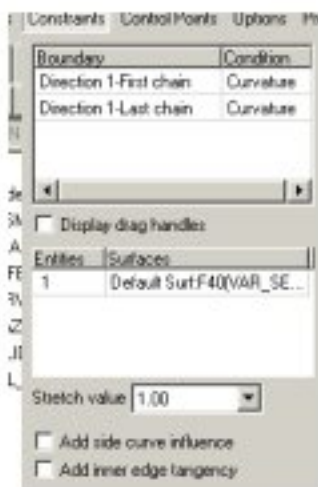 Constraints Control Points Options
Boundary Condition
Direction 1-First chain Curvature
Direction 1-Last chain Curvature
Display drag handles
Entities Surfaces
1 Default Surf:F40(VAR_SE...
Stretch value 1.00
Add side curve influence
Add inner edge tangency